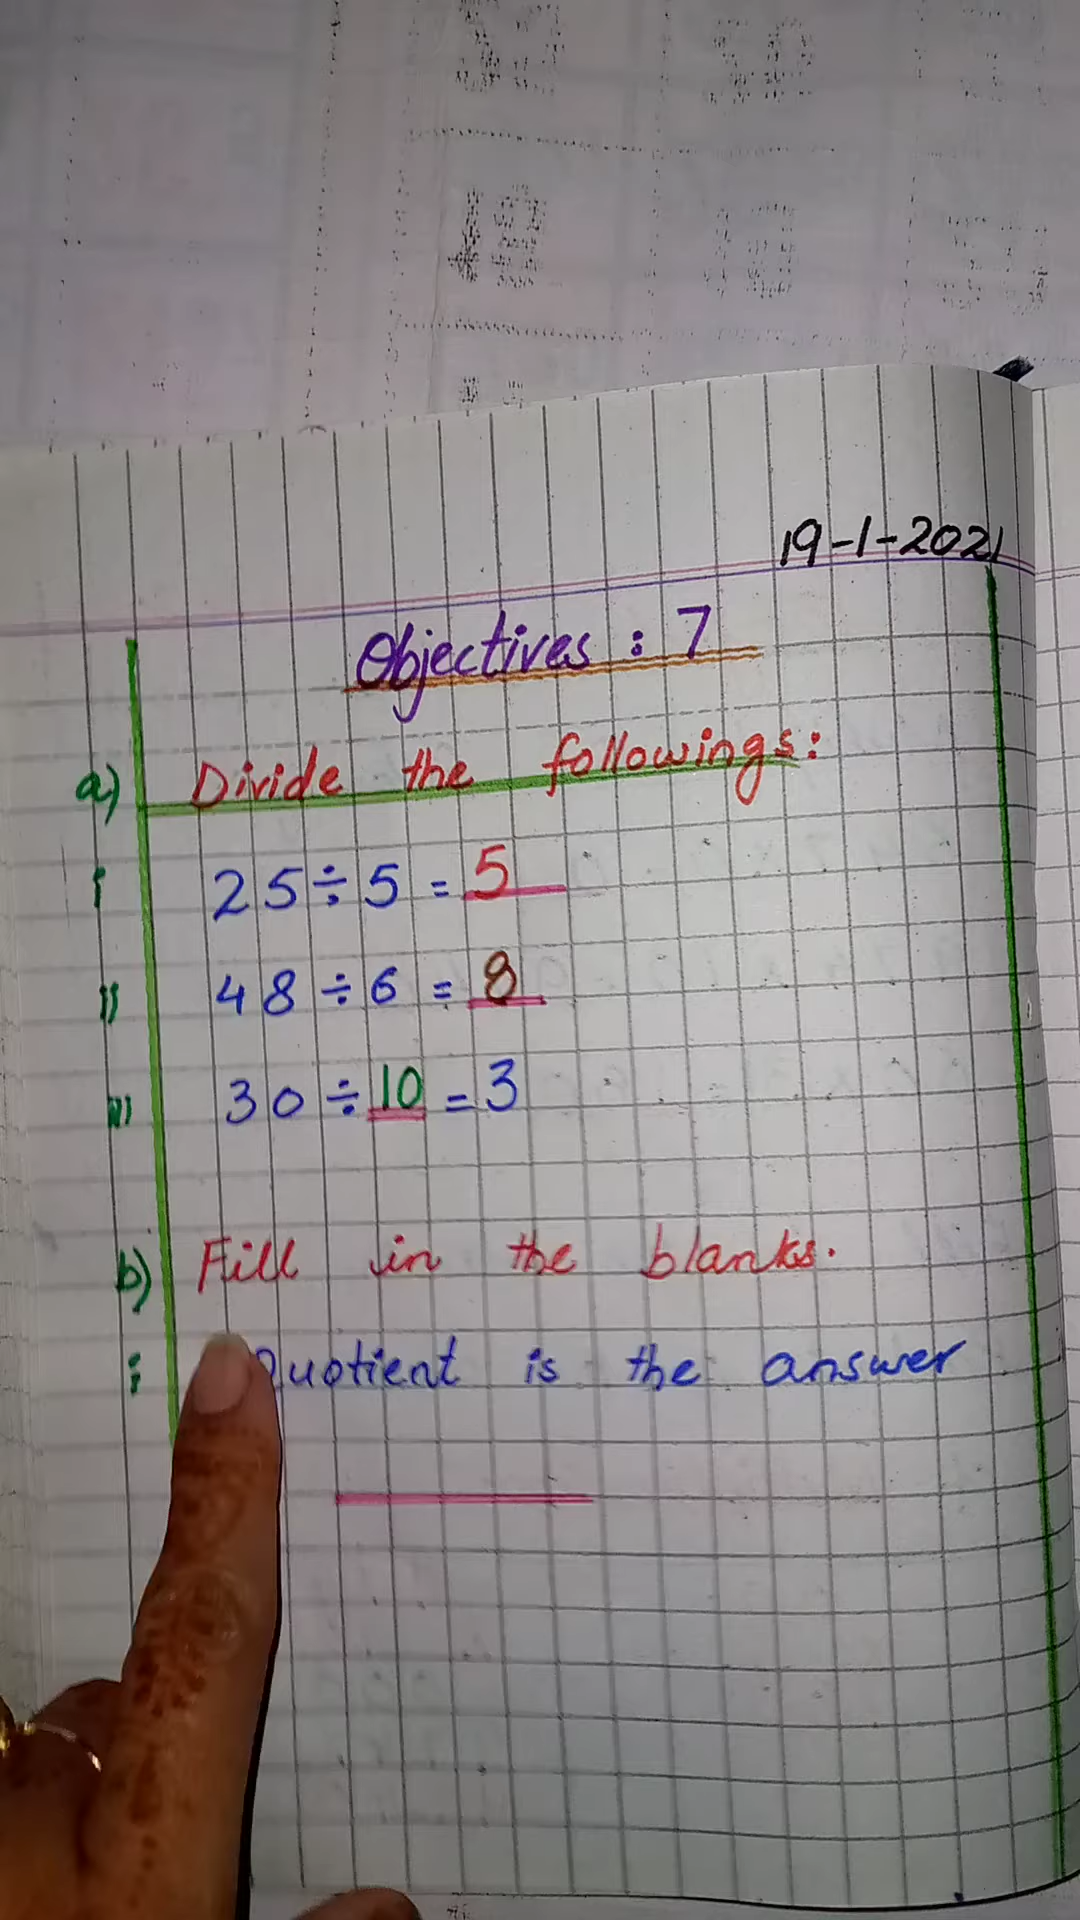 19-1-2021
Objectives : 7
a) Divide the followings:
i 25 ÷ 5 = 5
ii 48 ÷ 6 = 8
iii 30 ÷ 10 = 3
b) Fill in the blanks.
i Quotient is the answer